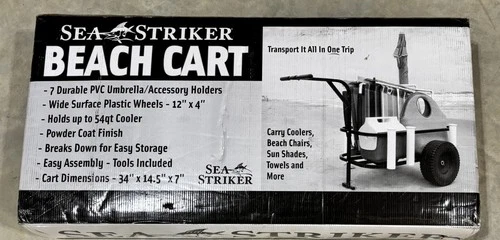 SEA STRIKER
BEACH CART
- 7 Durable PVC Umbrella/Accessory Holders
- Wide Surface Plastic Wheels - 12" x 4"
- Holds up to 54qt Cooler
- Powder Coat Finish
- Breaks Down for Easy Storage
- Easy Assembly - Tools Included
- Cart Dimensions - 34" x 14.5" x 7"
SEA
STRIKER
Transport It All In One Trip
Carry Coolers,
Beach Chairs,
Sun Shades,
Towels and
More
SEA STRIKER